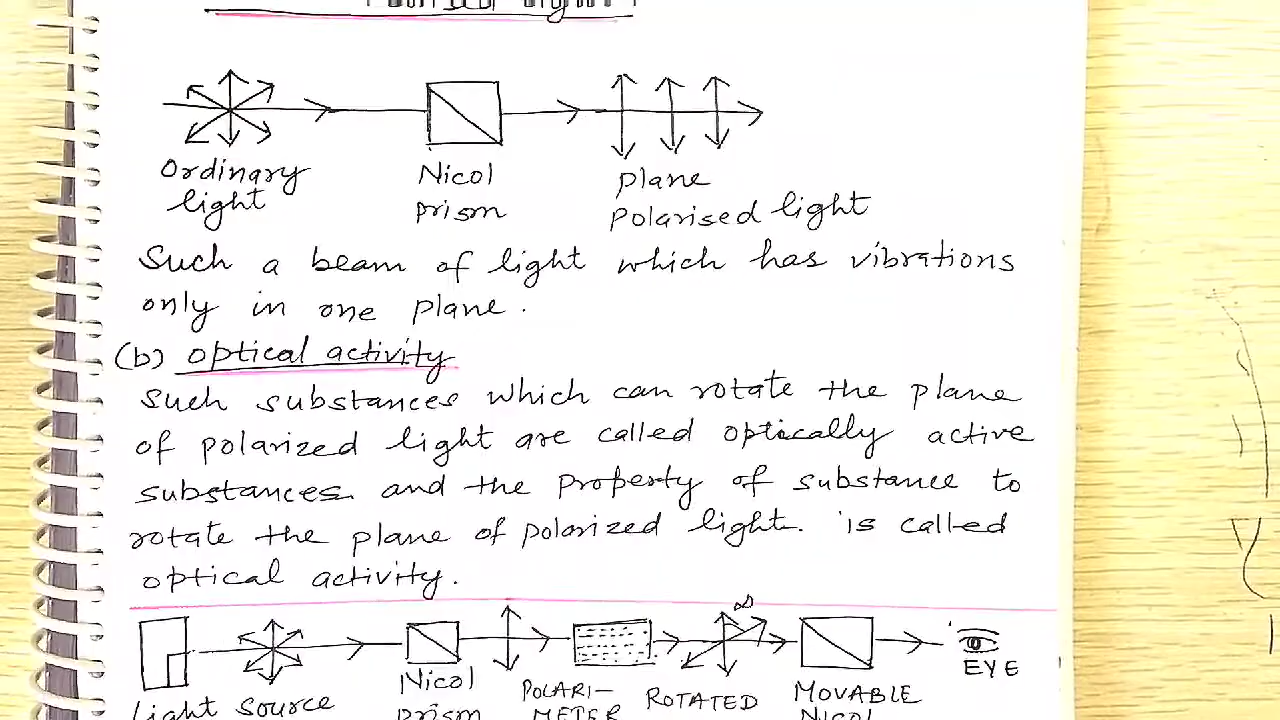 Ordinary light
Nicol prism
plane polarised light
Such a beam of light which has vibrations
only in one plane.
(b) optical activity
Such substances which can rotate the plane
of polarized light are called optically active
substances and the property of substance to
rotate the plane of polarized light. is called
optical activity.
EYE
Light source
Nicol prism
POLARI-METER
ROTATED
MOVABLE NICOL